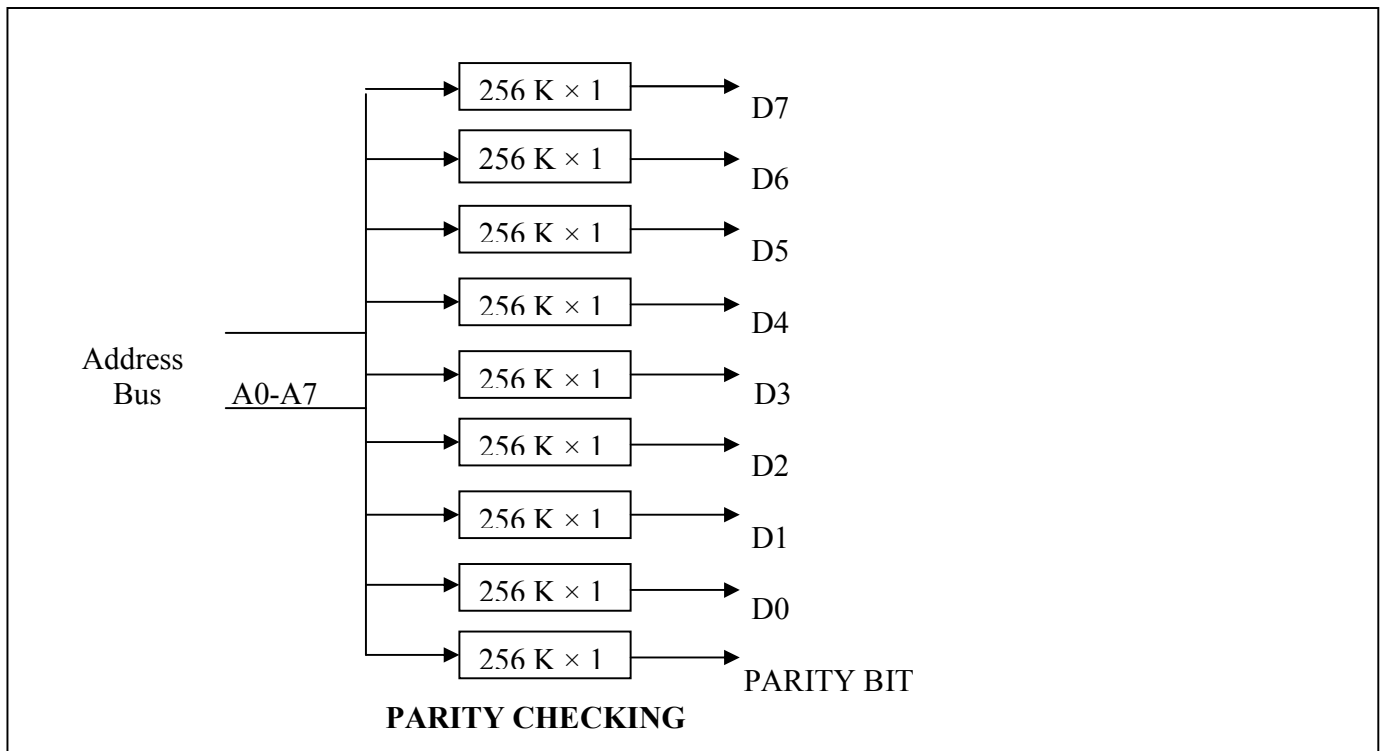 256 K × 1
D7
256 K × 1
D6
256 K × 1
D5
256 K × 1
D4
Address
Bus
A0-A7
256 K × 1
D3
256 K × 1
D2
256 K × 1
D1
256 K × 1
D0
256 K × 1
PARITY BIT
PARITY CHECKING